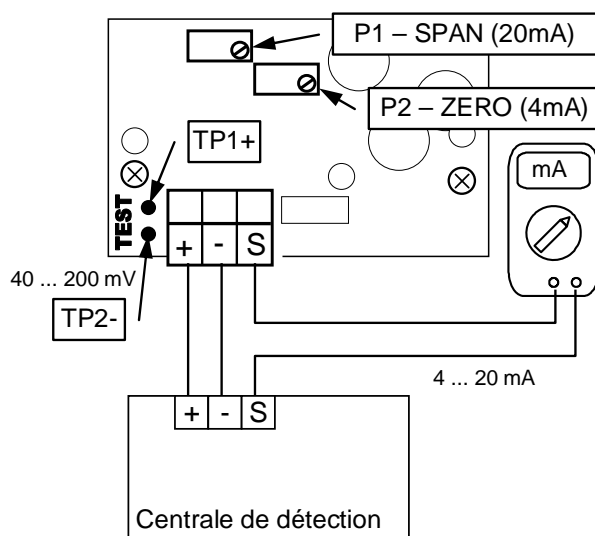 P1 – SPAN (20mA)
P2 – ZERO (4mA)
TP1+
mA
TEST
+ - S
40 ... 200 mV
TP2-
4 ... 20 mA
+ - S
Centrale de détection